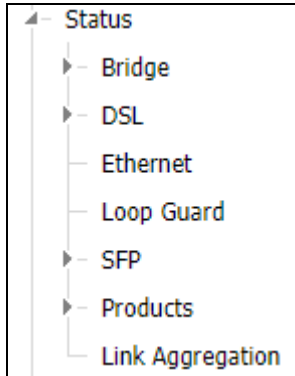 Status
Bridge
DSL
Ethernet
Loop Guard
SFP
Products
Link Aggregation